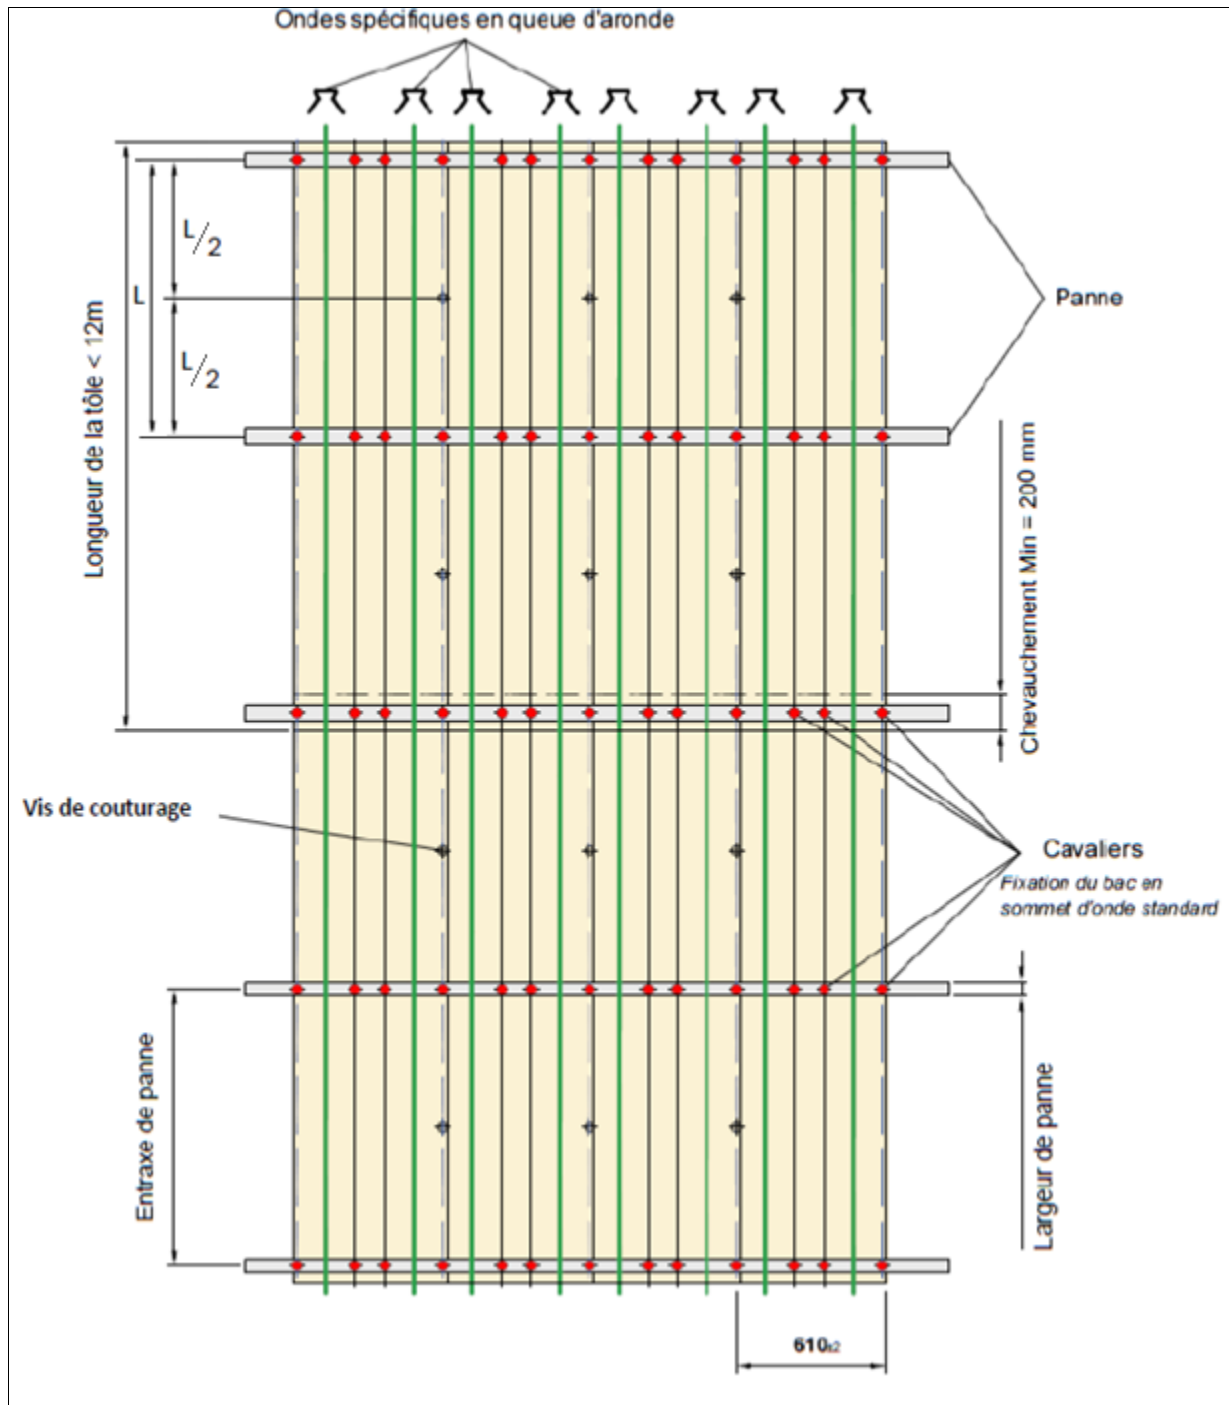 Ondes spécifiques en queue d'aronde
L/2
L
L/2
Longueur de la tôle < 12m
Panne
Chevauchement Min = 200 mm
Vis de couturage
Cavaliers
Fixation du bac en
sommet d'onde standard
Entraxe de panne
Largeur de panne
610±2